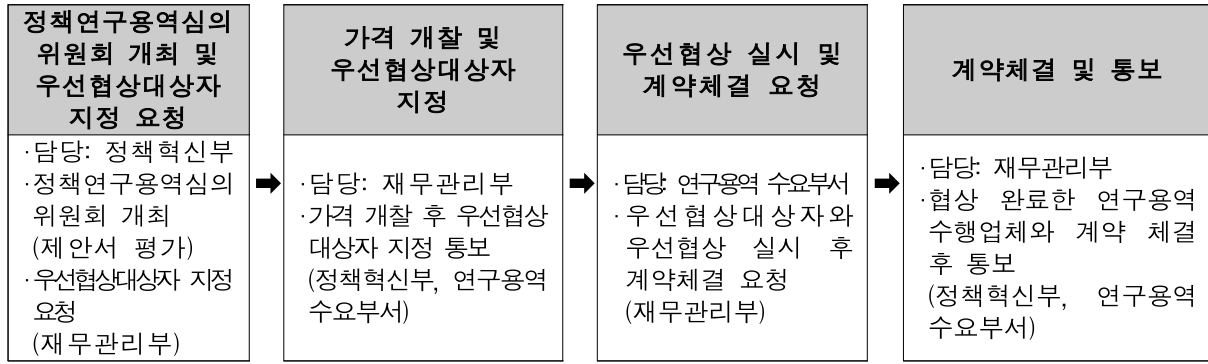 정책연구용역심의
위원회 개최 및
우선협상대상자
지정 요청
·담당: 정책혁신부
·정책연구용역심의
위원회 개최
(제안서 평가)
·우선협상대상자 지정
요청
(재무관리부)
➡
가격 개찰 및
우선협상대상자
지정
·담당: 재무관리부
·가격 개찰 후 우선협상
대상자 지정 통보
(정책혁신부, 연구용역
수요부서)
➡
우선협상 실시 및
계약체결 요청
·담당: 연구용역 수요부서
·우선협상대상자와
우선협상 실시 후
계약체결 요청
(재무관리부)
➡
계약체결 및 통보
·담당: 재무관리부
·협상 완료한 연구용역
수행업체와 계약 체결
후 통보
(정책혁신부, 연구용역
수요부서)